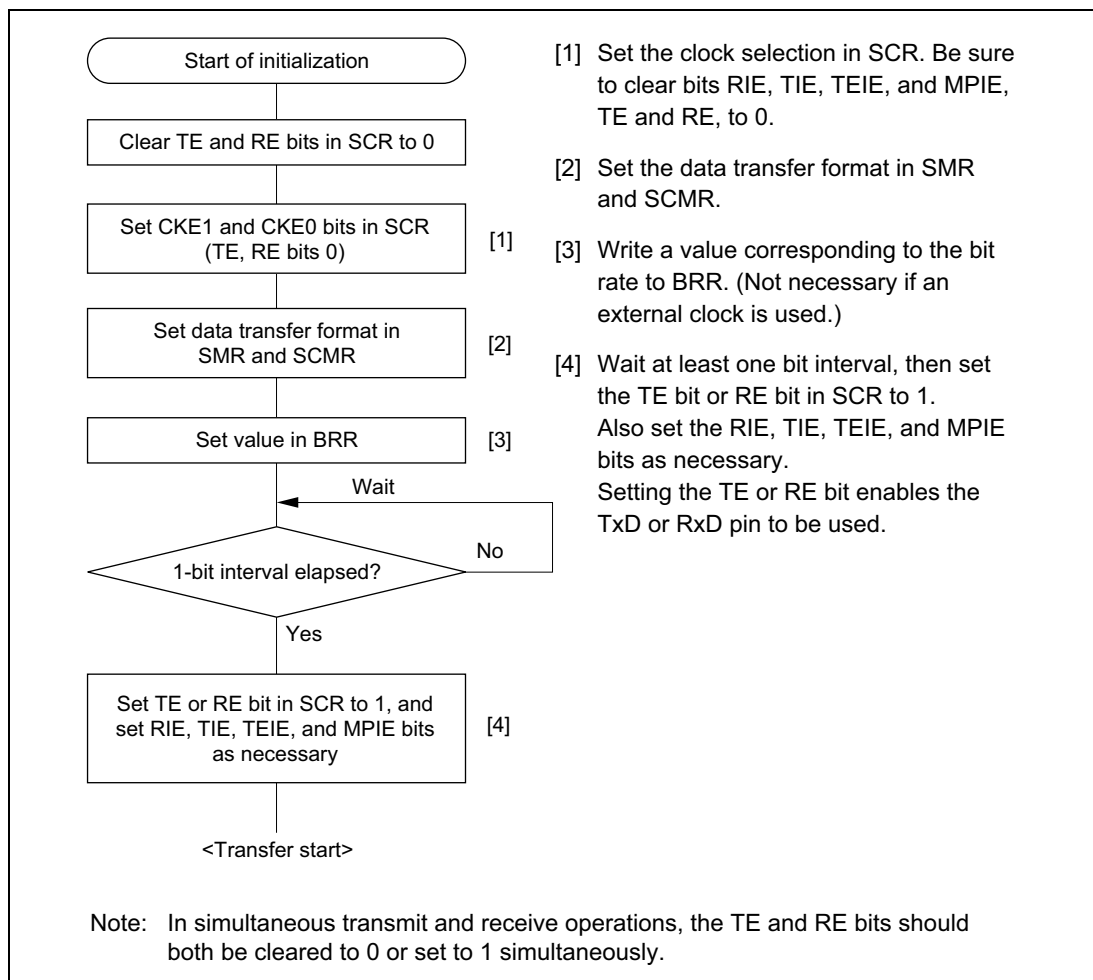 Start of initialization
Clear TE and RE bits in SCR to 0
Set CKE1 and CKE0 bits in SCR
(TE, RE bits 0)
[1]
Set data transfer format in
SMR and SCMR
[2]
Set value in BRR
[3]
Wait
No
1-bit interval elapsed?
Yes
Set TE or RE bit in SCR to 1, and
set RIE, TIE, TEIE, and MPIE bits
as necessary
[4]
<Transfer start>
[1] Set the clock selection in SCR. Be sure
to clear bits RIE, TIE, TEIE, and MPIE,
TE and RE, to 0.
[2] Set the data transfer format in SMR
and SCMR.
[3] Write a value corresponding to the bit
rate to BRR. (Not necessary if an
external clock is used.)
[4] Wait at least one bit interval, then set
the TE bit or RE bit in SCR to 1.
Also set the RIE, TIE, TEIE, and MPIE
bits as necessary.
Setting the TE or RE bit enables the
TxD or RxD pin to be used.
Note: In simultaneous transmit and receive operations, the TE and RE bits should
both be cleared to 0 or set to 1 simultaneously.